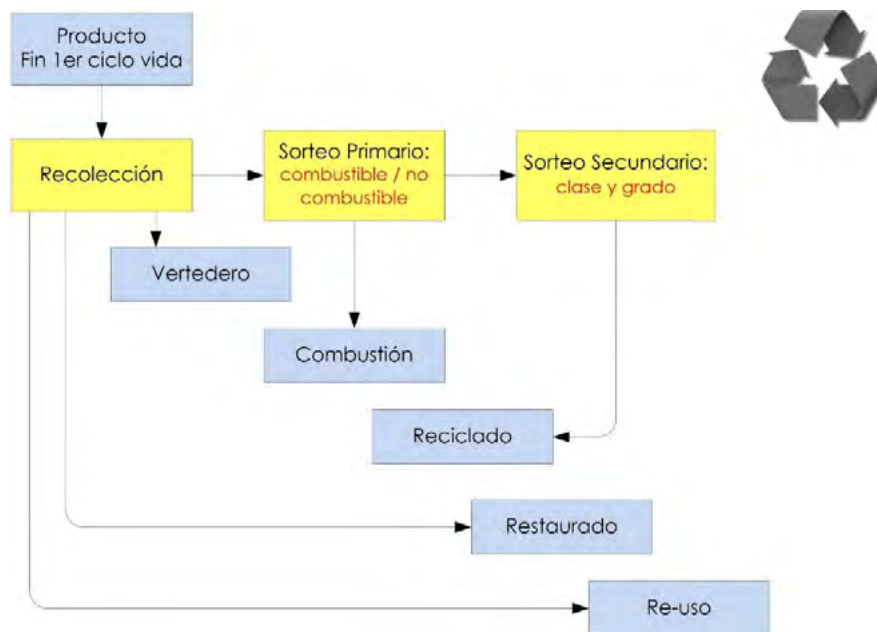 Producto
Fin 1er ciclo vida
Recolección
Sorteo Primario:
combustible / no
combustible
Sorteo Secundario:
clase y grado
Vertedero
Combustión
Reciclado
Restaurado
Re-uso